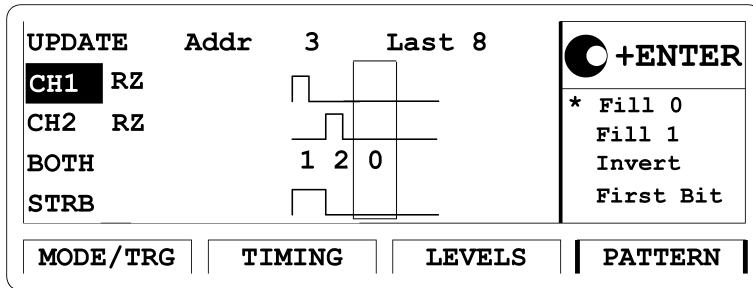 UPDATE Addr 3 Last 8
CH1 RZ
CH2 RZ
BOTH 1 2 0
STRB
+ENTER
* Fill 0
Fill 1
Invert
First Bit
MODE/TRG TIMING LEVELS PATTERN